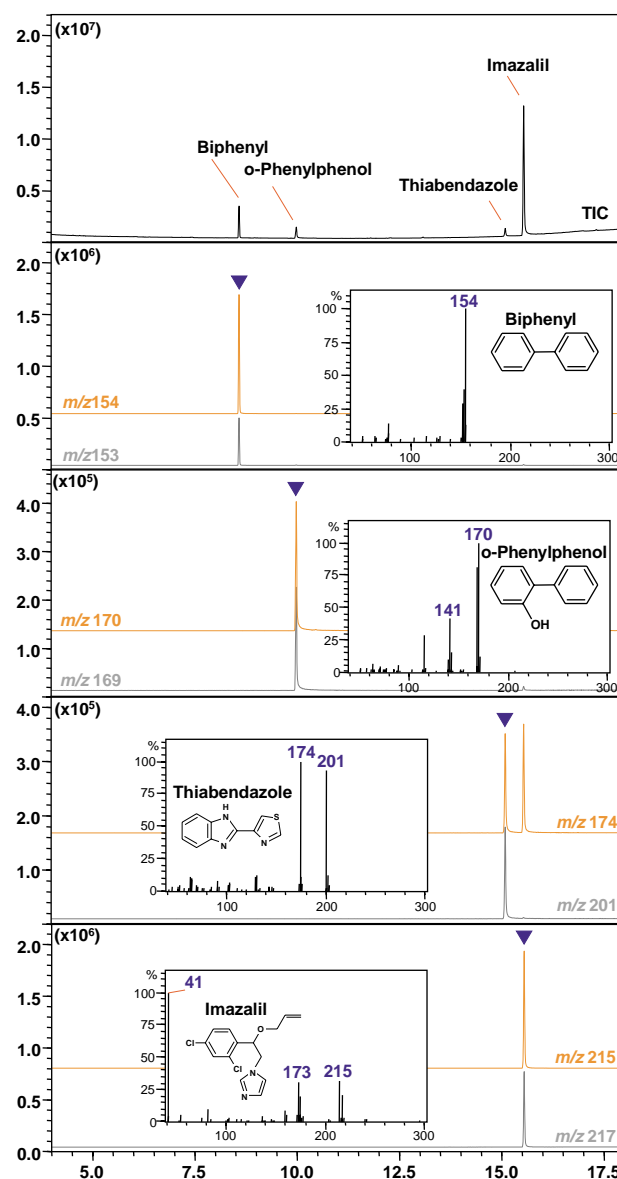 (x10⁷)
2.0
1.5
1.0
0.5
Imazalil
Biphenyl
o-Phenylphenol
Thiabendazole
TIC
(x10⁶)
2.0
1.5
1.0
0.5
m/z154
m/z153
%
100
75
50
25
0
154
Biphenyl
100
200
300
(x10⁵)
4.0
3.0
2.0
1.0
m/z 170
m/z 169
%
100
75
50
25
0
170
141
o-Phenylphenol
OH
100
200
300
(x10⁵)
4.0
3.0
2.0
1.0
m/z 174
m/z 201
%
100
75
50
25
0
174
201
Thiabendazole
H
N
S
N
N
100
200
300
(x10⁶)
2.0
1.5
1.0
0.5
m/z 215
m/z 217
%
100
75
50
25
0
41
Imazalil
Cl
O
Cl
N
N
173
215
100
200
300
5.0
7.5
10.0
12.5
15.0
17.5